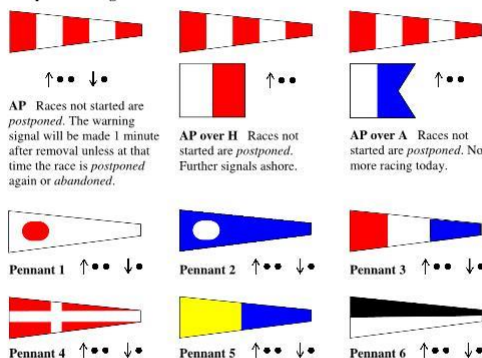 AP Races not started are
postponed. The warning
signal will be made 1 minute
after removal unless at that
time the race is postponed
again or abandoned.
AP over H Races not
started are postponed.
Further signals ashore.
AP over A Races not
started are postponed. No
more racing today.
Pennant 1
Pennant 2
Pennant 3
Pennant 4
Pennant 5
Pennant 6